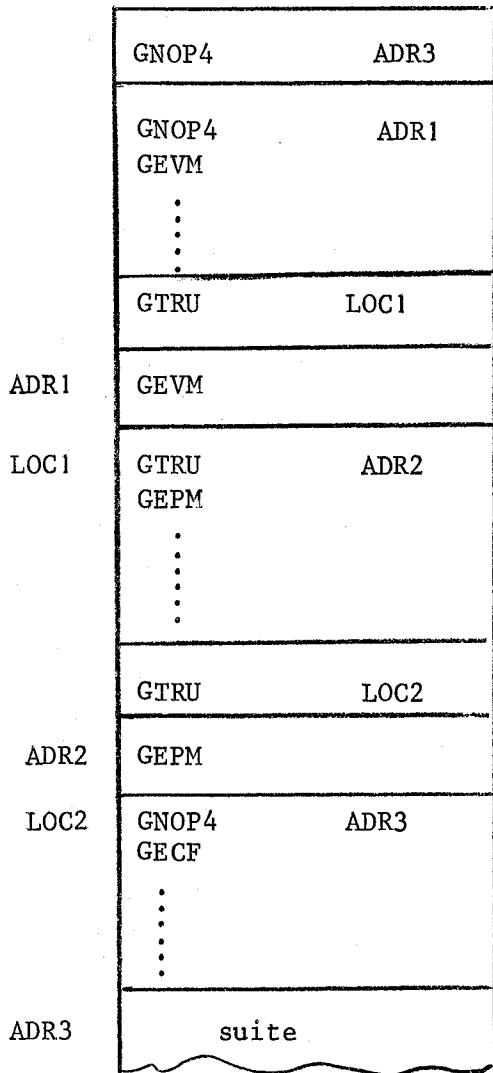 GNOP4 ADR3
GNOP4 ADR1
GEVM
GTRU LOC1
ADR1 GEVM
LOC1 GTRU ADR2
GEPM
GTRU LOC2
ADR2 GEPM
LOC2 GNOP4 ADR3
GECF
ADR3 suite